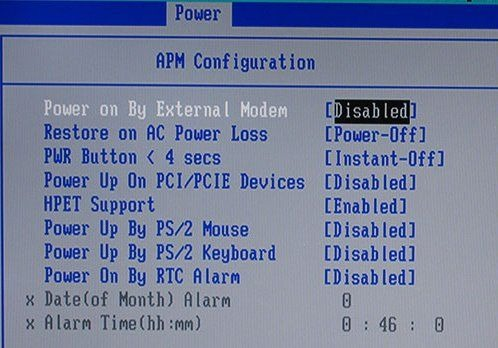 Power
APM Configuration
Power on By External Modem [Disabled]
Restore on AC Power Loss [Power-Off]
PWR Button < 4 secs [Instant-Off]
Power Up On PCI/PCIE Devices [Disabled]
HPET Support [Enabled]
Power Up By PS/2 Mouse [Disabled]
Power Up By PS/2 Keyboard [Disabled]
Power On By RTC Alarm [Disabled]
x Date(of Month) Alarm 0
x Alarm Time(hh:mm) 0 : 46 : 0